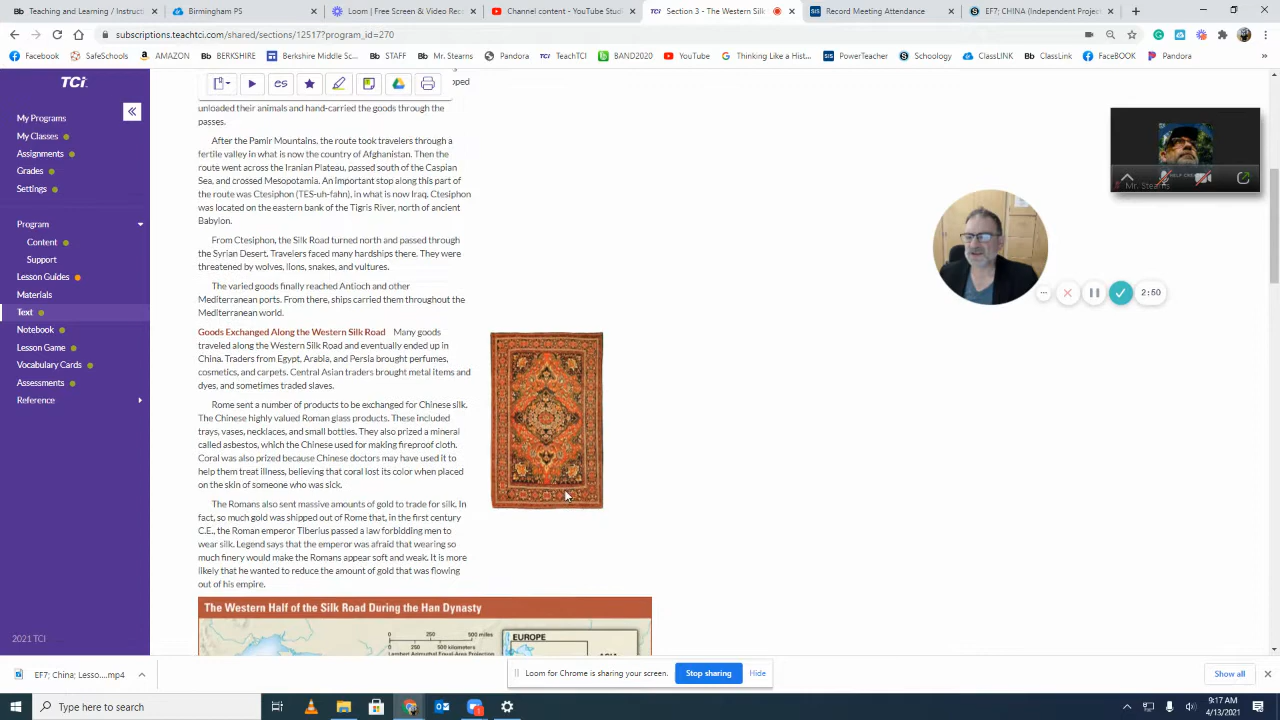 Teaching and Learning / Instruct
Birmingham PS
Loom | Free Screen & Video Rec
Channel content - YouTube Studi
Section 3 - The Western Silk
Record Meeting Attendance
EF7; CHINA (Independent Project
subscriptions.teachtci.com/shared/sections/12517?program_id=270
Facebook
SafeSchools
AMAZON
BERKSHIRE
Berkshire Middle Sc...
STAFF
Mr. Stearns
Pandora
TeachTCI
BAND2020
YouTube
Thinking Like a Hist...
PowerTeacher
Schoology
ClassLINK
ClassLink
FaceBOOK
Pandora
TCi
My Programs
My Classes
Assignments
Grades
Settings
Program
Content
Support
Lesson Guides
Materials
Text
Notebook
Lesson Game
Vocabulary Cards
Assessments
Reference
2021 TCI
unloaded their animals and hand-carried the goods through the
passes.
After the Pamir Mountains, the route took travelers through a
fertile valley in what is now the country of Afghanistan. Then the
route went across the Iranian Plateau, passed south of the Caspian
Sea, and crossed Mesopotamia. An important stop along this part of
the route was Ctesiphon (TES-uh-fahn), in what is now Iraq. Ctesiphon
was located on the eastern bank of the Tigris River, north of ancient
Babylon.
From Ctesiphon, the Silk Road turned north and passed through
the Syrian Desert. Travelers faced many hardships there. They were
threatened by wolves, lions, snakes, and vultures.
The varied goods finally reached Antioch and other
Mediterranean ports. From there, ships carried them throughout the
Mediterranean world.
Goods Exchanged Along the Western Silk Road Many goods
traveled along the Western Silk Road and eventually ended up in
China. Traders from Egypt, Arabia, and Persia brought perfumes,
cosmetics, and carpets. Central Asian traders brought metal items and
dyes, and sometimes traded slaves.
Rome sent a number of products to be exchanged for Chinese silk.
The Chinese highly valued Roman glass products. These included
trays, vases, necklaces, and small bottles. They also prized a mineral
called asbestos, which the Chinese used for making fireproof cloth.
Coral was also prized because Chinese doctors may have used it to
help them treat illness, believing that coral lost its color when placed
on the skin of someone who was sick.
The Romans also sent massive amounts of gold to trade for silk. In
fact, so much gold was shipped out of Rome that, in the first century
C.E., the Roman emperor Tiberius passed a law forbidding men to
wear silk. Legend says that the emperor was afraid that wearing so
much finery would make the Romans appear soft and weak. It is more
likely that he wanted to reduce the amount of gold that was flowing
out of his empire.
The Western Half of the Silk Road During the Han Dynasty
0 250 500 miles
0 250 500 kilometers
Lambert Azimuthal Equal-Area Projection
EUROPE
Mr. Stearns
2:50
EF7; China; Lesso....mp4
Loom for Chrome is sharing your screen.
Stop sharing
Hide
Show all
Type here to search
9:17 AM
4/13/2021